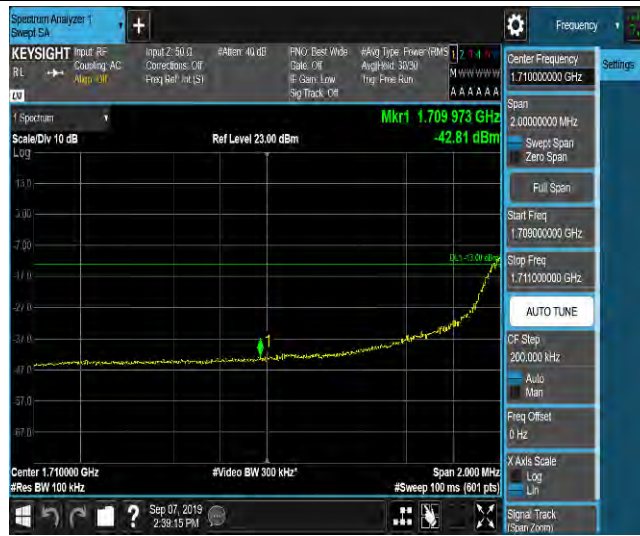 Spectrum Analyzer 1
Swept SA
+
Frequency
KEYSIGHT
RL
Input: RF
Coupling: AC
Align: Off
Input Z: 50 Ω
Corrections: Off
Freq Ref: Int (S)
#Atten: 40 dB
PNO: Best Wide
Gate: Off
IF Gain: Low
Sig Track: Off
#Avg Type: Power (RMS
Avg|Hold: 30/30
Trig: Free Run
M W W W W W
A A A A A A
LU
1 Spectrum
Scale/Div 10 dB
Log
Ref Level 23.00 dBm
Mkr1 1.709 973 GHz
-42.81 dBm
13.0
3.00
-7.00
DL1 -13.00 dBm
-17.0
-27.0
-37.0
-47.0
-57.0
-67.0
1
Center 1.710000 GHz
#Res BW 100 kHz
#Video BW 300 kHz*
Span 2.000 MHz
#Sweep 100 ms (601 pts)
Center Frequency
1.710000000 GHz
Settings
Span
2.00000000 MHz
Swept Span
Zero Span
Full Span
Start Freq
1.709000000 GHz
Stop Freq
1.711000000 GHz
AUTO TUNE
CF Step
200.000 kHz
Auto
Man
Freq Offset
0 Hz
X Axis Scale
Log
Lin
Signal Track
(Span Zoom)
?
Sep 07, 2019
2:39:15 PM